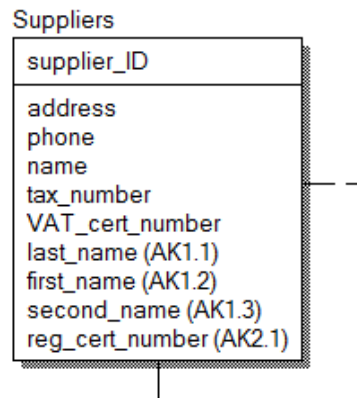 Suppliers
supplier_ID
address
phone
name
tax_number
VAT_cert_number
last_name (AK1.1)
first_name (AK1.2)
second_name (AK1.3)
reg_cert_number (AK2.1)